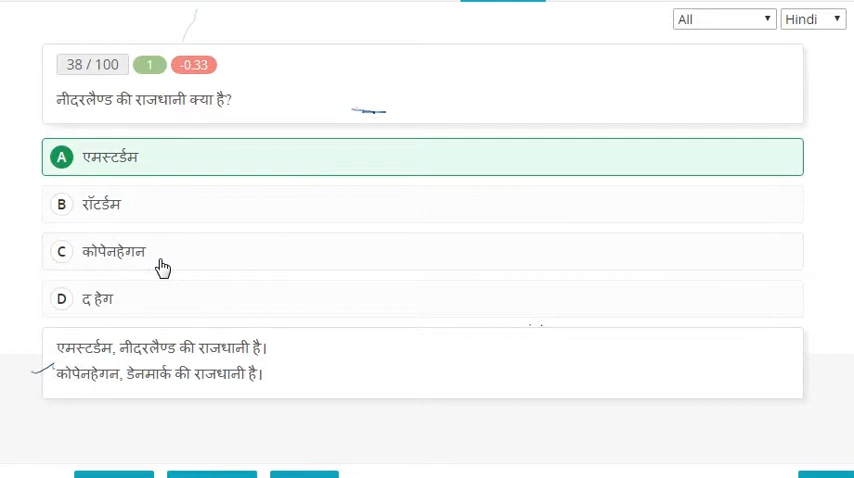 All
Hindi
38 / 100 1 -0.33
नीदरलैण्ड की राजधानी क्या है?
A एमस्टर्डम
B रॉटर्डम
C कोपेनहेगन
D द हेग
एमस्टर्डम, नीदरलैण्ड की राजधानी है।
कोपेनहेगन, डेनमार्क की राजधानी है।